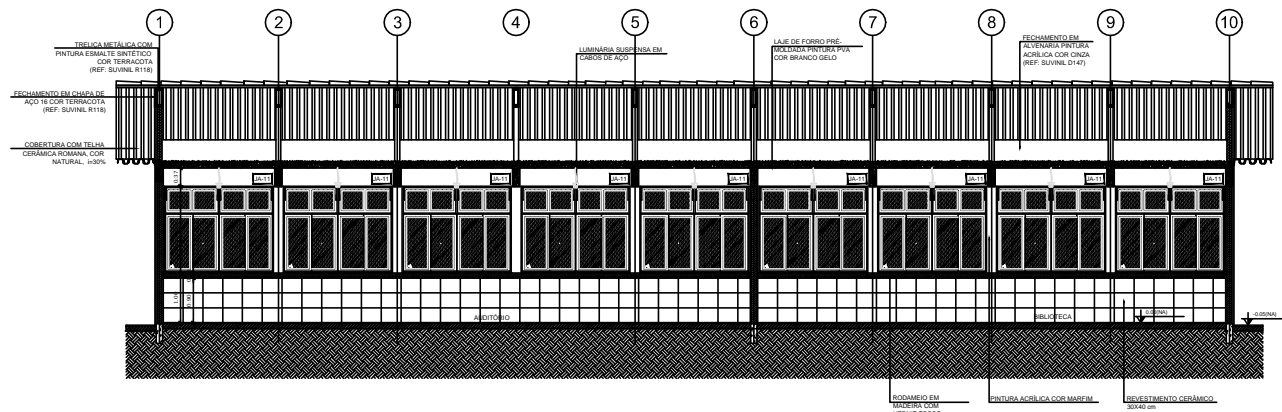 1 2 3 4 5 6 7 8 9 10
TRELICA METÁLICA COM
PINTURA ESMALTE SINTÉTICO
COR TERRACOTA
(REF: SUVINIL R118)
FECHAMENTO EM CHAPA DE
AÇO 16 COR TERRACOTA
(REF: SUVINIL R118)
COBERTURA COM TELHA
CERÂMICA ROMANA, COR
NATURAL, i=30%
LUMINÁRIA SUSPENSA EM
CABOS DE AÇO
LAJE DE FORRO PRÉ-
MOLDADA PINTURA PVA
COR BRANCO GELO
FECHAMENTO EM
ALVENARIA PINTURA
ACRÍLICA COR CINZA
(REF: SUVINIL D147)
0.37
JA-11 JA-11 JA-11 JA-11 JA-11 JA-11 JA-11 JA-11 JA-11
0.90
AUDITÓRIO
BIBLIOTECA
-0.05(NA)
RODAMEIO EM
MADEIRA COM
PINTURA ACRÍLICA COR MARFIM
REVESTIMENTO CERÂMICO
30X40 cm